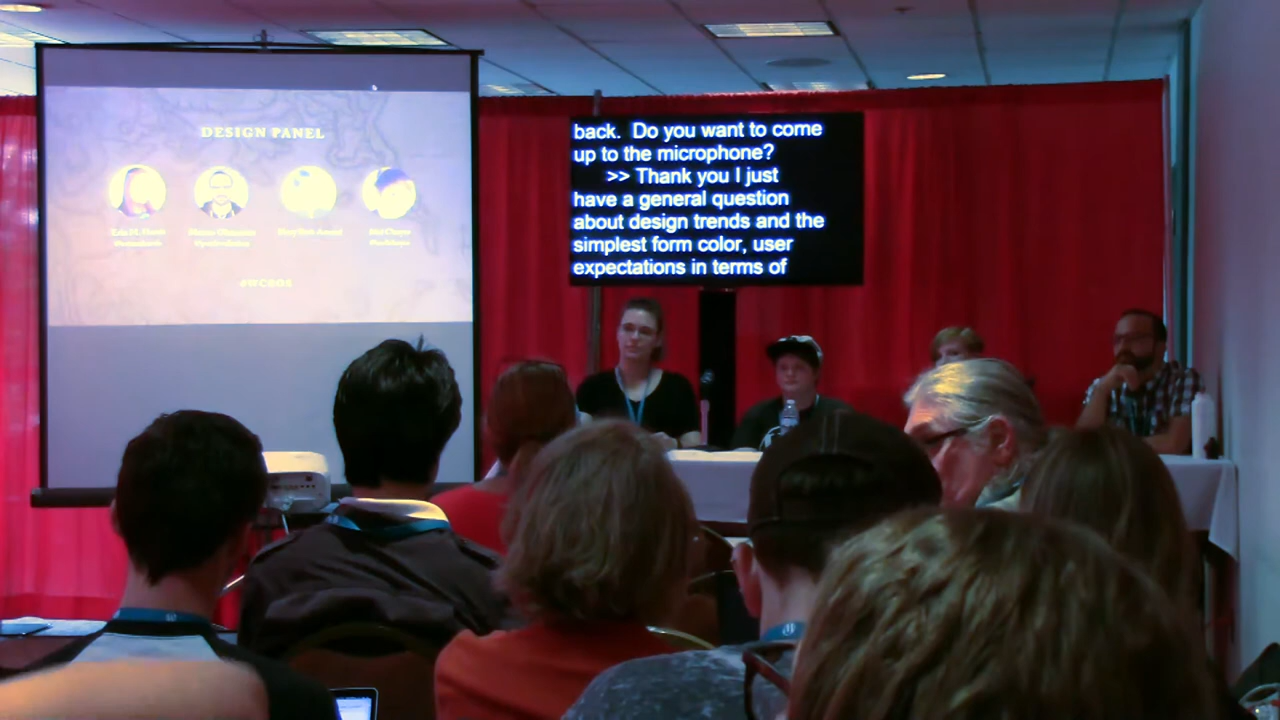 DESIGN PANEL
#WCGOS
back. Do you want to come
up to the microphone?
>> Thank you I just
have a general question
about design trends and the
simplest form color, user
expectations in terms of